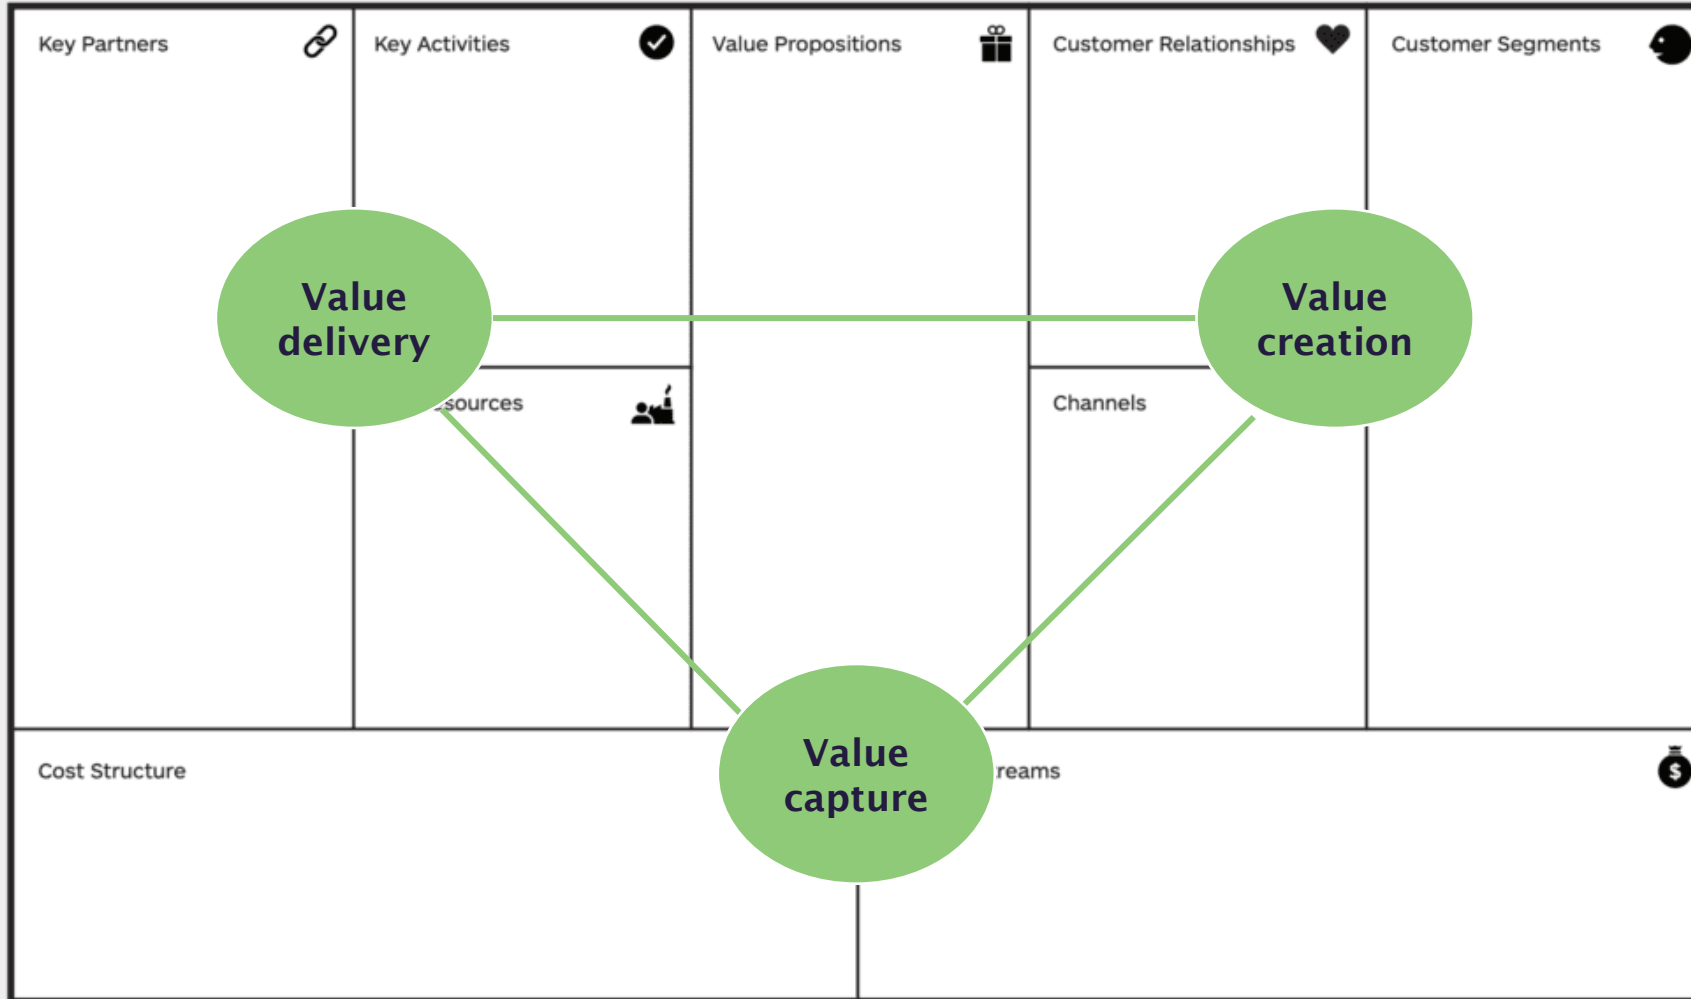 Key Partners
Key Activities
Value Propositions
Customer Relationships
Customer Segments
Value
delivery
Value
creation
sources
Channels
Value
capture
Cost Structure
reams
$